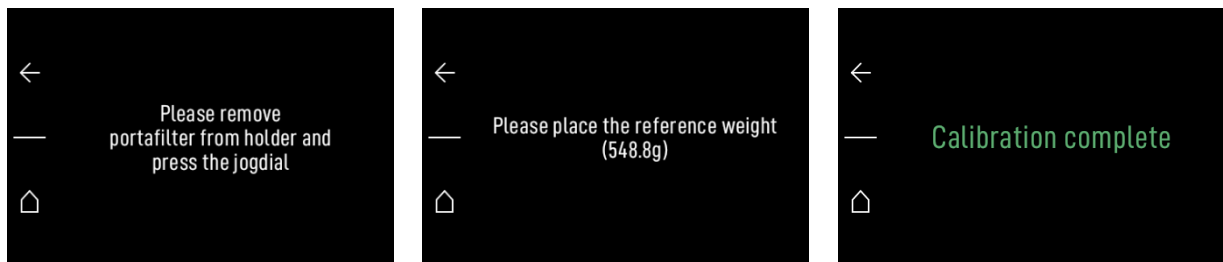 Please remove
portafilter from holder and
press the jogdial
Please place the reference weight
(548.8g)
Calibration complete